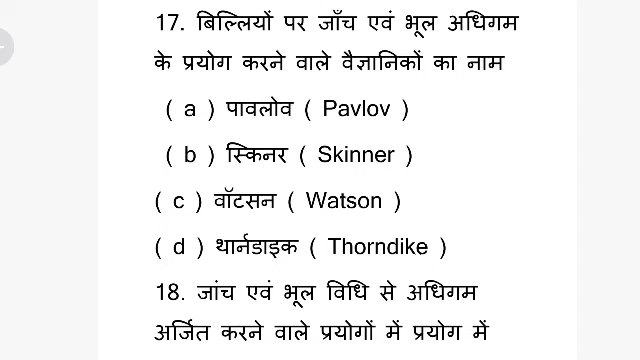 17. बिल्लियों पर जाँच एवं भूल अधिगम
के प्रयोग करने वाले वैज्ञानिकों का नाम
( a ) पावलोव ( Pavlov )
( b ) स्किनर ( Skinner )
( c ) वॉटसन ( Watson )
( d ) थार्नडाइक ( Thorndike )
18. जांच एवं भूल विधि से अधिगम
अर्जित करने वाले प्रयोगों में प्रयोग में